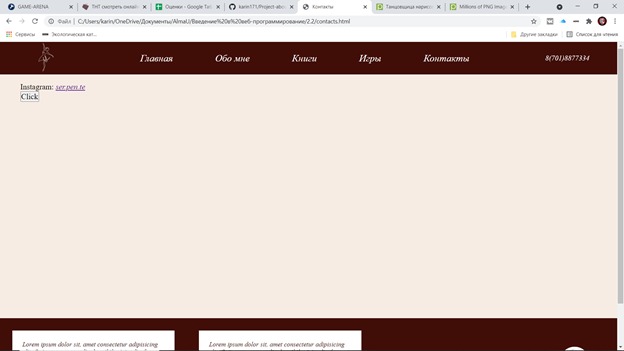 GAME-ARENA
ТНТ смотреть онлайн
Оценки - Google Таб
karin171/Project-abo
Контакты
Танцовщица марионе
Millions of PNG Imag
Файл C:/Users/karin/OneDrive/Документы/AlmaU/Введение%20в%20веб-программирование/2.2/contacts.html
Сервисы
Экологическая кат...
Другие закладки
Список для чтения
Главная
Обо мне
Книги
Игры
Контакты
8(701)8877334
Instagram: ser.pen.te
Click
Lorem ipsum dolor sit, amet consectetur adipisicing
Lorem ipsum dolor sit, amet consectetur adipisicing